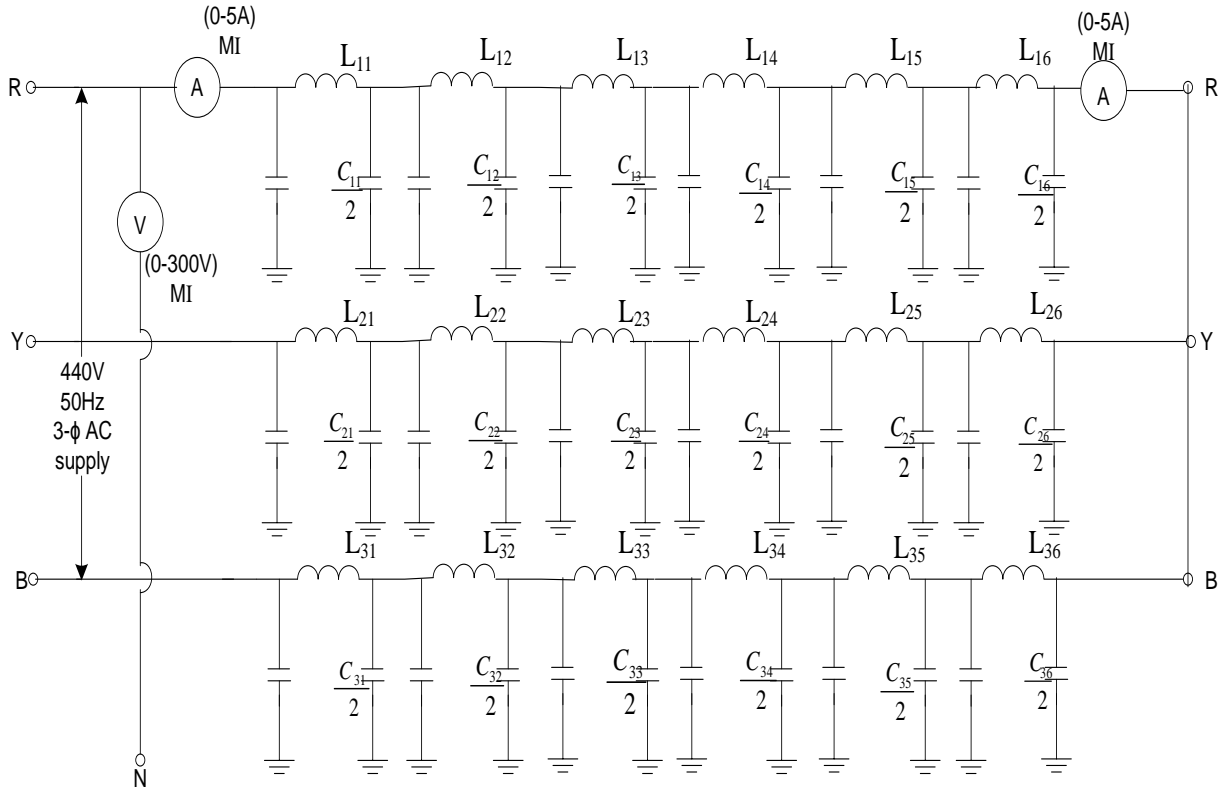 (0-5A)
MI
(0-5A)
MI
L11 L12 L13 L14 L15 L16
R A A R
C11/2 C12/2 C13/2 C14/2 C15/2 C16/2
V
(0-300V)
MI
L21 L22 L23 L24 L25 L26
Y Y
440V
50Hz
3-ϕ AC
supply
C21/2 C22/2 C23/2 C24/2 C25/2 C26/2
L31 L32 L33 L34 L35 L36
B B
C31/2 C32/2 C33/2 C34/2 C35/2 C36/2
N